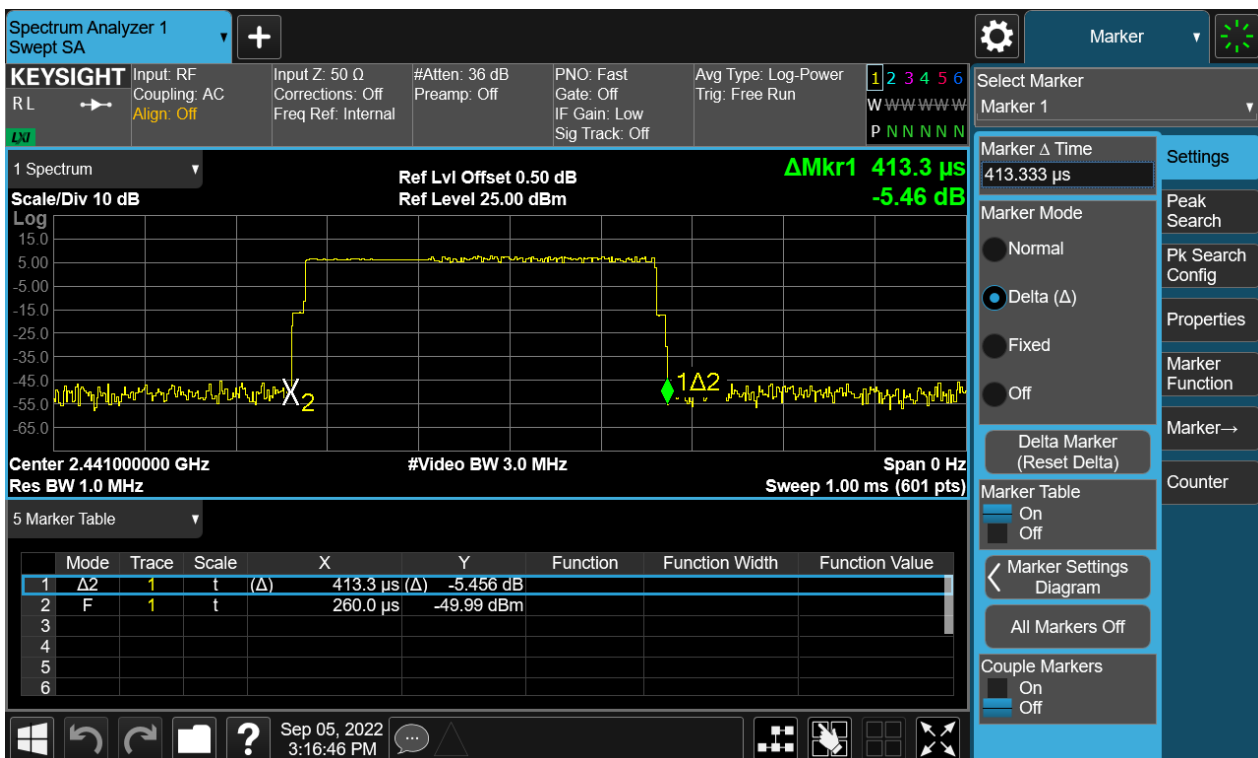 Spectrum Analyzer 1
Swept SA
Marker
KEYSIGHT
R L
LXI
Input: RF
Coupling: AC
Align: Off
Input Z: 50 Ω
Corrections: Off
Freq Ref: Internal
#Atten: 36 dB
Preamp: Off
PNO: Fast
Gate: Off
IF Gain: Low
Sig Track: Off
Avg Type: Log-Power
Trig: Free Run
1 2 3 4 5 6
W W W W W W
P N N N N N
Select Marker
Marker 1
1 Spectrum
Scale/Div 10 dB
Ref Lvl Offset 0.50 dB
Ref Level 25.00 dBm
ΔMkr1 413.3 µs
-5.46 dB
Log
15.0
5.00
-5.00
-15.0
-25.0
-35.0
-45.0
-55.0
-65.0
2
1Δ2
Center 2.441000000 GHz
#Video BW 3.0 MHz
Span 0 Hz
Res BW 1.0 MHz
Sweep 1.00 ms (601 pts)
5 Marker Table
Mode Trace Scale X Y Function Function Width Function Value
1 Δ2 1 t (Δ) 413.3 µs (Δ) -5.456 dB
2 F 1 t 260.0 µs -49.99 dBm
3
4
5
6
Marker Δ Time
413.333 µs
Marker Mode
Normal
Delta (Δ)
Fixed
Off
Delta Marker
(Reset Delta)
Marker Table
On
Off
Marker Settings
Diagram
All Markers Off
Couple Markers
On
Off
Settings
Peak
Search
Pk Search
Config
Properties
Marker
Function
Marker→
Counter
?
Sep 05, 2022
3:16:46 PM